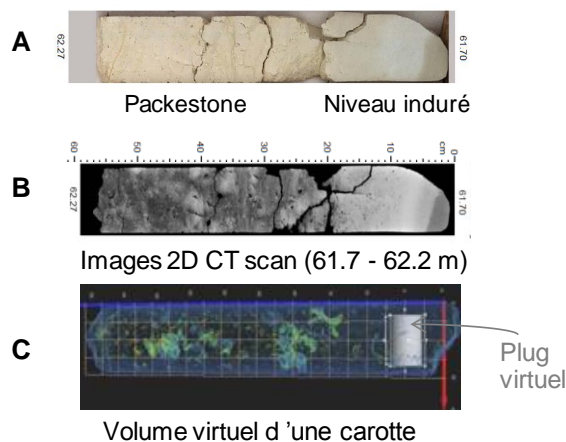 A
62.27
61.70
Packestone
Niveau induré
60
50
40
30
20
10
cm 0
B
62.27
61.70
Images 2D CT scan (61.7 - 62.2 m)
C
Plug
virtuel
Volume virtuel d 'une carotte